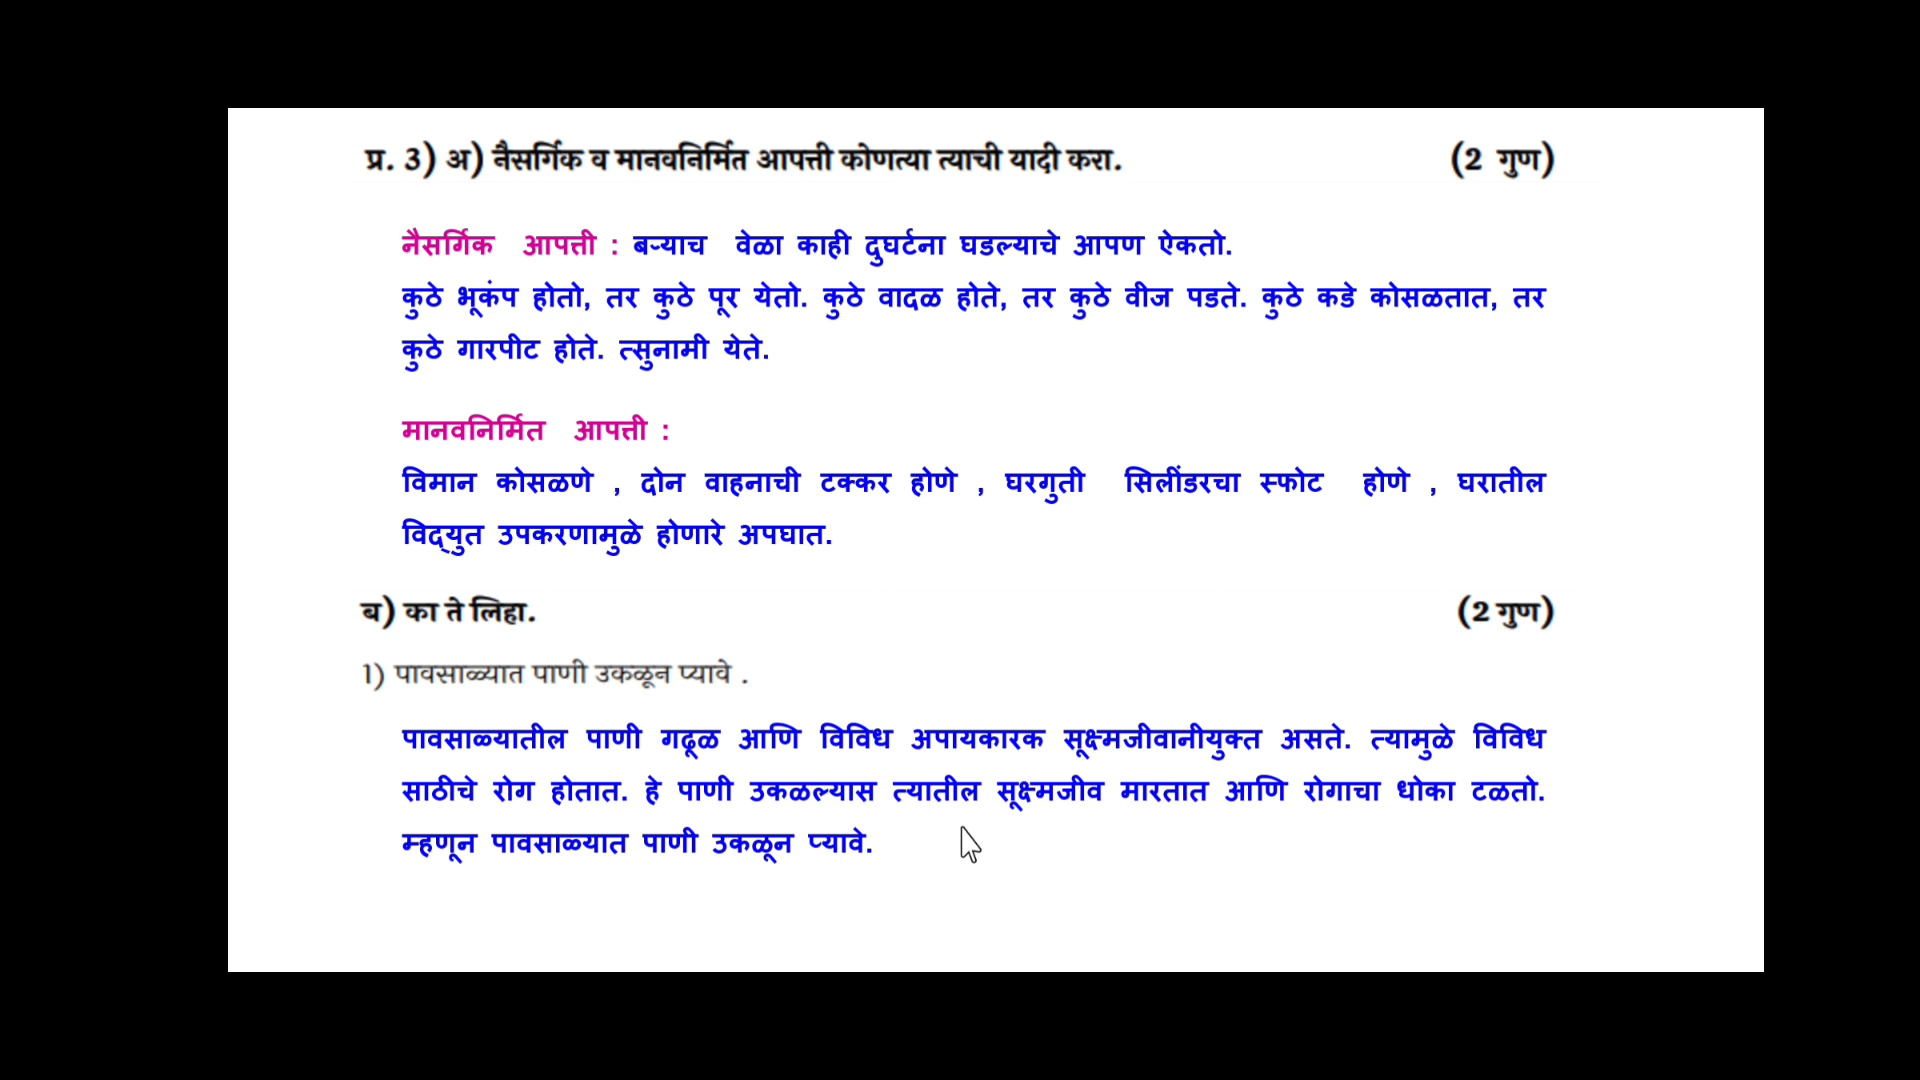 प्र. 3) अ) नैसर्गिक व मानवनिर्मित आपत्ती कोणत्या त्याची यादी करा. (2 गुण)
नैसर्गिक आपत्ती : बऱ्याच वेळा काही दुघर्टना घडल्याचे आपण ऐकतो.
कुठे भूकंप होतो, तर कुठे पूर येतो. कुठे वादळ होते, तर कुठे वीज पडते. कुठे कडे कोसळतात, तर
कुठे गारपीट होते. त्सुनामी येते.
मानवनिर्मित आपत्ती :
विमान कोसळणे , दोन वाहनाची टक्कर होणे , घरगुती सिलींडरचा स्फोट होणे , घरातील
विद्युत उपकरणामुळे होणारे अपघात.
ब) का ते लिहा. (2 गुण)
1) पावसाळ्यात पाणी उकळून प्यावे .
पावसाळ्यातील पाणी गढूळ आणि विविध अपायकारक सूक्ष्मजीवानीयुक्त असते. त्यामुळे विविध
साठीचे रोग होतात. हे पाणी उकळल्यास त्यातील सूक्ष्मजीव मारतात आणि रोगाचा धोका टळतो.
म्हणून पावसाळ्यात पाणी उकळून प्यावे.